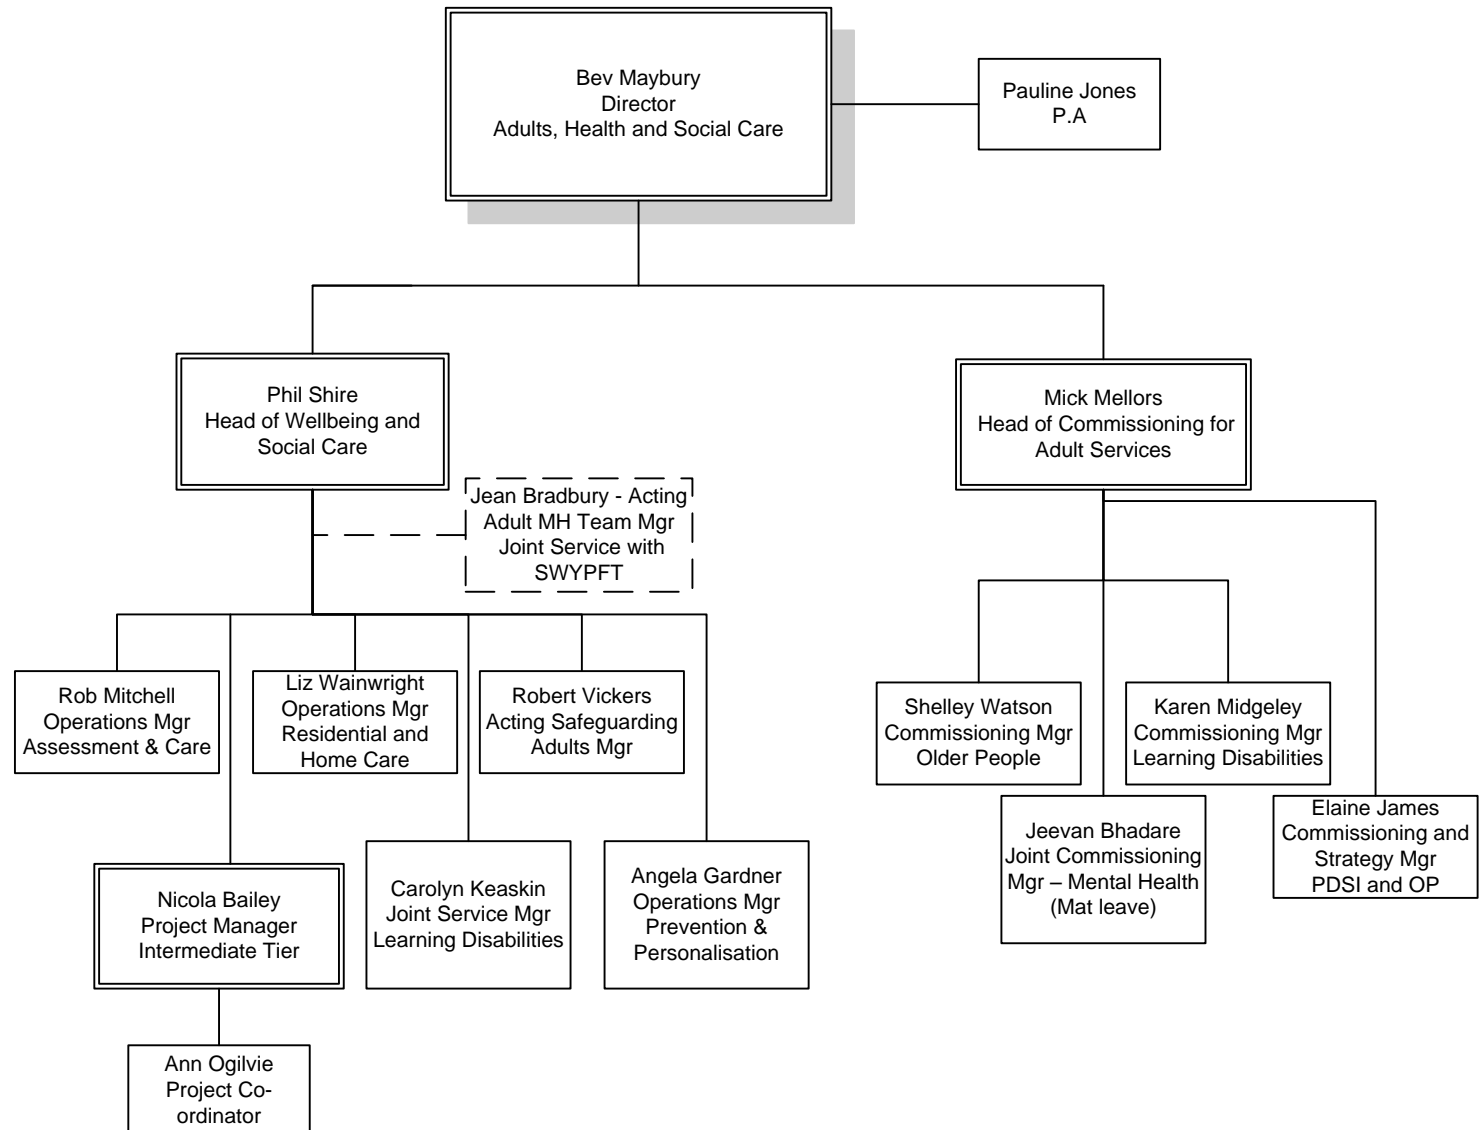 Bev Maybury
Director
Adults, Health and Social Care
Pauline Jones
P.A
Phil Shire
Head of Wellbeing and
Social Care
Mick Mellors
Head of Commissioning for
Adult Services
Jean Bradbury - Acting
Adult MH Team Mgr
Joint Service with
SWYPFT
Rob Mitchell
Operations Mgr
Assessment & Care
Liz Wainwright
Operations Mgr
Residential and
Home Care
Robert Vickers
Acting Safeguarding
Adults Mgr
Shelley Watson
Commissioning Mgr
Older People
Karen Midgeley
Commissioning Mgr
Learning Disabilities
Nicola Bailey
Project Manager
Intermediate Tier
Carolyn Keaskin
Joint Service Mgr
Learning Disabilities
Angela Gardner
Operations Mgr
Prevention &
Personalisation
Jeevan Bhadare
Joint Commissioning
Mgr – Mental Health
(Mat leave)
Elaine James
Commissioning and
Strategy Mgr
PDSI and OP
Ann Ogilvie
Project Co-
ordinator